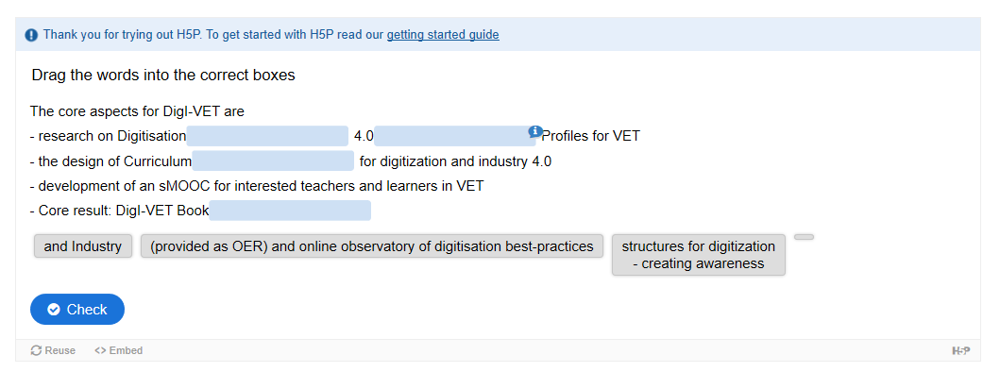 Thank you for trying out H5P. To get started with H5P read our getting started guide
Drag the words into the correct boxes
The core aspects for DigI-VET are
- research on Digitisation 4.0 Profiles for VET
- the design of Curriculum for digitization and industry 4.0
- development of an sMOOC for interested teachers and learners in VET
- Core result: DigI-VET Book
and Industry
(provided as OER) and online observatory of digitisation best-practices
structures for digitization
- creating awareness
Check
Reuse
<> Embed
H5P